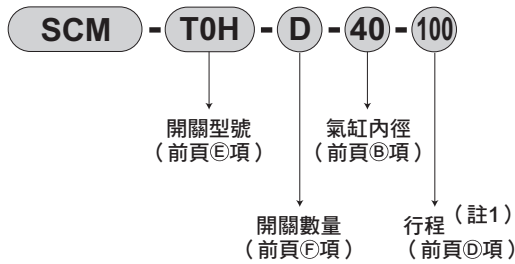 SCM - T0H - D - 40 - 100
開關型號
（前頁Ⓔ項）
氣缸內徑
（前頁Ⓑ項）
開關數量
（前頁Ⓕ項）
行程（註1）
（前頁Ⓓ項）